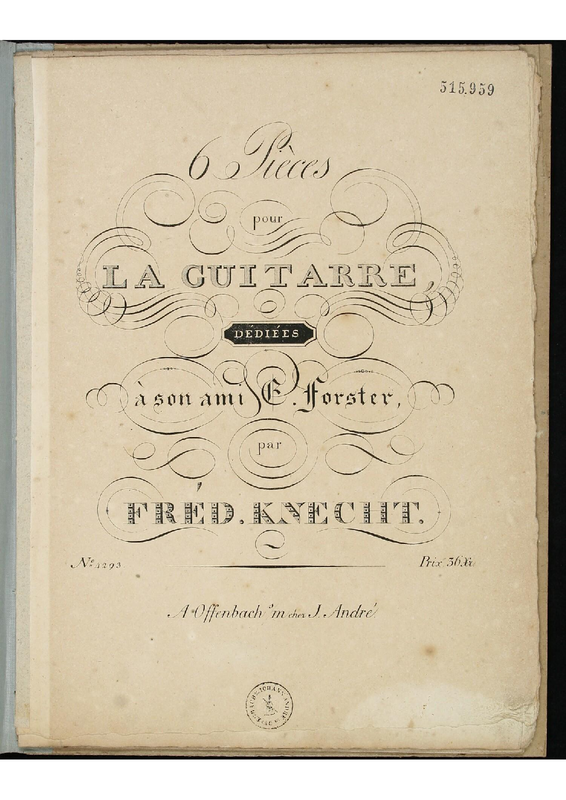 515.959
6 Pièces
pour
LA GUITARRE,
DÉDIÉES
à son ami E. Forster,
par
FRÉD. KNECHT.
Prix 36 Xr
A Offenbach s/m chez J. André